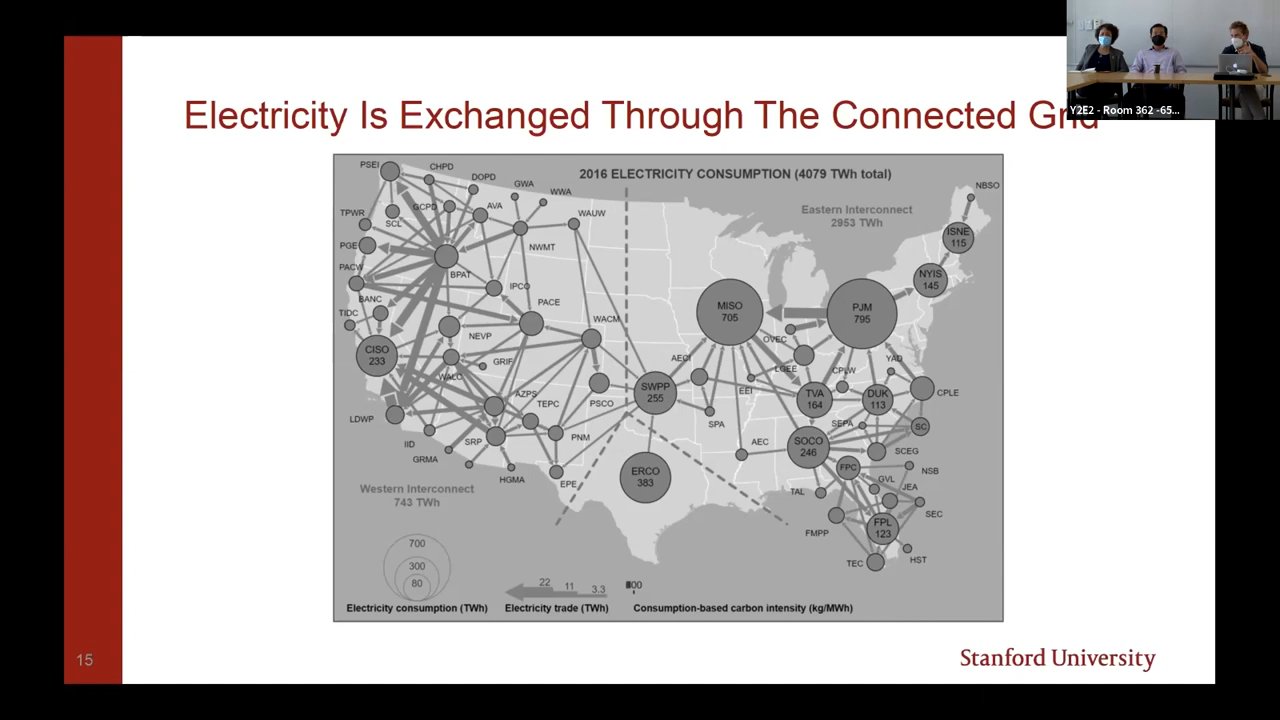 Y2E2 - Room 362 -65...
Electricity Is Exchanged Through The Connected Grid
2016 ELECTRICITY CONSUMPTION (4079 TWh total)
Eastern Interconnect
2953 TWh
Western Interconnect
743 TWh
PSEI
CHPD
DOPD
GWA
WWA
WAUW
TPWR
SCL
GCPD
AVA
NWMT
PGE
BPAT
PACW
IPCO
BANC
PACE
TIDC
NEVP
WACM
CISO
233
GRIF
WALC
LDWP
AZPS
TEPC
PSCO
IID
SRP
PNM
GRMA
HGMA
EPE
NBSO
ISNE
115
NYIS
145
MISO
705
PJM
795
OVEC
AECI
LGEE
YAD
CPLW
SWPP
255
EEI
TVA
164
DUK
113
CPLE
SPA
SEPA
SC
AEC
SOCO
246
SCEG
ERCO
383
FPC
NSB
GVL
JEA
TAL
SEC
FMPP
FPL
123
HST
TEC
700
300
80
22
11
3.3
Electricity consumption (TWh)
Electricity trade (TWh)
Consumption-based carbon intensity (kg/MWh)
15
Stanford University